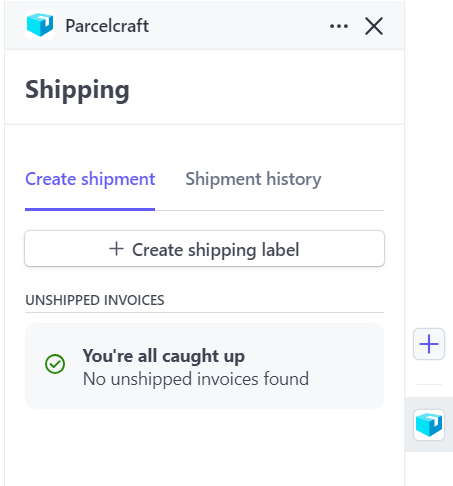 Parcelcraft
Shipping
Create shipment Shipment history
+ Create shipping label
UNSHIPPED INVOICES
You're all caught up
No unshipped invoices found